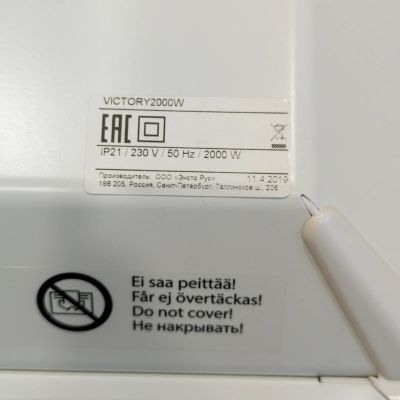 VICTORY2000W
EAC
IP21 / 230 V / 50 Hz / 2000 W
Производитель: ООО «Энсто Рус» 11.4.2019
198 205, Россия, Санкт-Петербург, Таллинское ш., 206
Ei saa peittää!
Får ej övertäckas!
Do not cover!
Не накрывать!